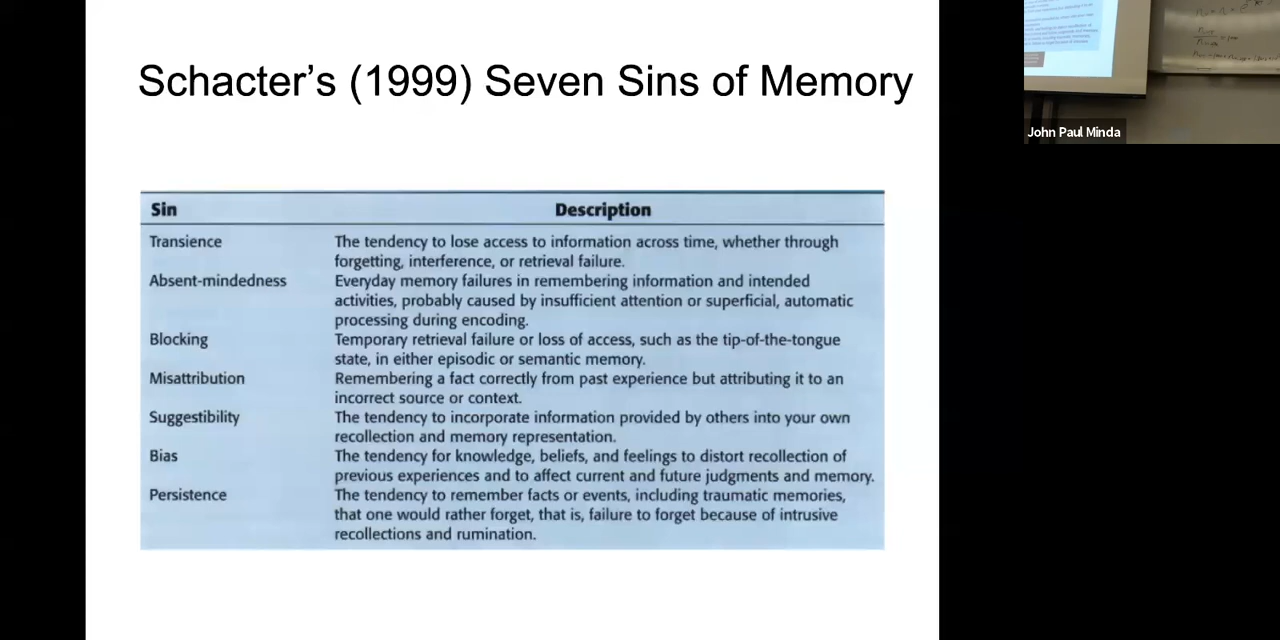 Schacter's (1999) Seven Sins of Memory
John Paul Minda
Sin Description
Transience The tendency to lose access to information across time, whether through
forgetting, interference, or retrieval failure.
Absent-mindedness Everyday memory failures in remembering information and intended
activities, probably caused by insufficient attention or superficial, automatic
processing during encoding.
Blocking Temporary retrieval failure or loss of access, such as the tip-of-the-tongue
state, in either episodic or semantic memory.
Misattribution Remembering a fact correctly from past experience but attributing it to an
incorrect source or context.
Suggestibility The tendency to incorporate information provided by others into your own
recollection and memory representation.
Bias The tendency for knowledge, beliefs, and feelings to distort recollection of
previous experiences and to affect current and future judgments and memory.
Persistence The tendency to remember facts or events, including traumatic memories,
that one would rather forget, that is, failure to forget because of intrusive
recollections and rumination.